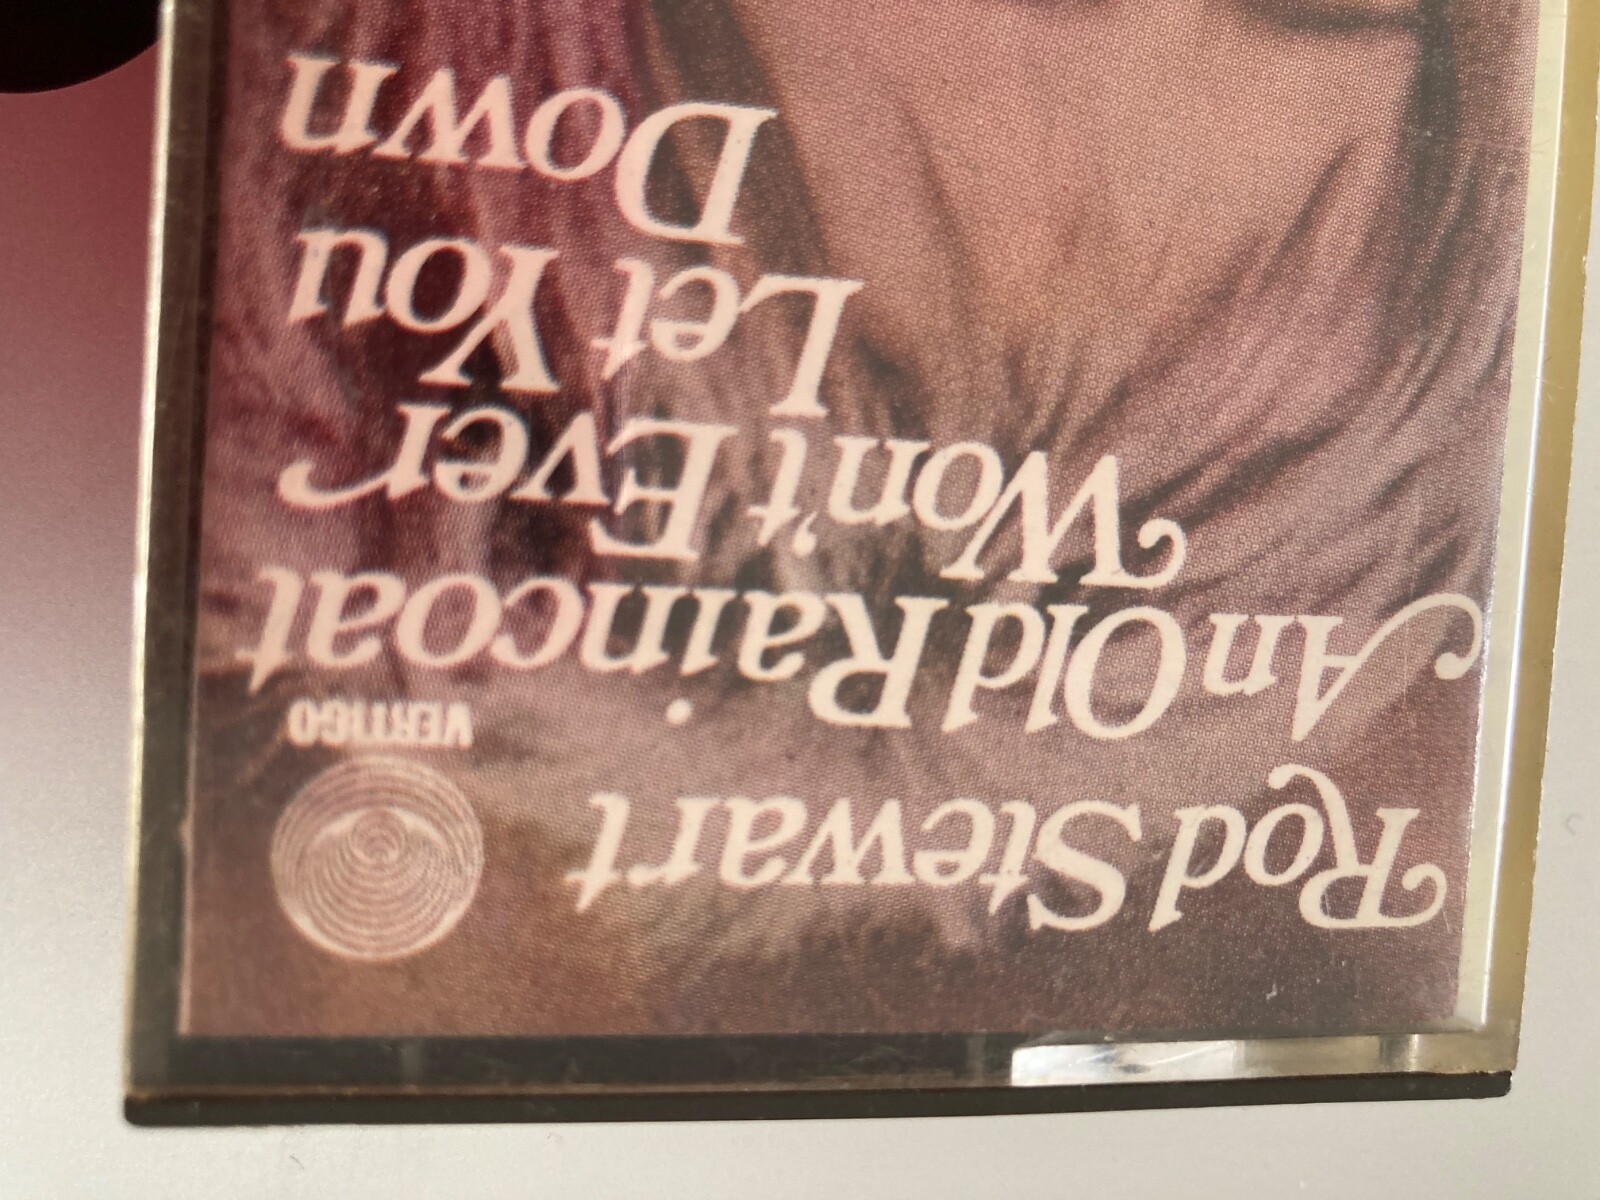 Rod Stewart
VERTIGO
An Old Raincoat
Won't Ever
Let You
Down